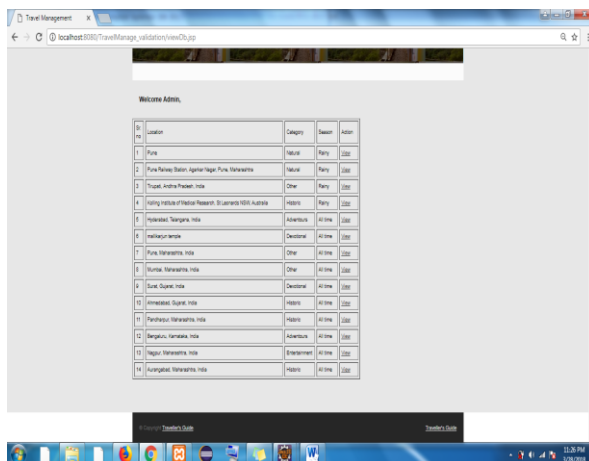 Travel Management
localhost:8080/TravelManage_validation/viewDb.jsp
Welcome Admin,
Sr no Location Category Season Action
1 Pune Natural Rainy View
2 Pune Railway Station, Agarkar Nagar, Pune, Maharashtra Natural Rainy View
3 Tirupati, Andhra Pradesh, India Other Rainy View
4 Kolling Institute of Medical Research, St Leonards NSW, Australia Historic Rainy View
5 Hyderabad, Telangana, India Adventours All time View
6 mallikarjun temple Devotional All time View
7 Pune, Maharashtra, India Other All time View
8 Mumbai, Maharashtra, India Other All time View
9 Surat, Gujarat, India Devotional All time View
10 Ahmedabad, Gujarat, India Historic All time View
11 Pandharpur, Maharashtra, India Historic All time View
12 Bengaluru, Karnataka, India Adventours All time View
13 Nagpur, Maharashtra, India Entertainment All time View
14 Aurangabad, Maharashtra, India Historic All time View
© Copyright Traveller's Guide Traveller's Guide
11:26 PM
5/28/2018